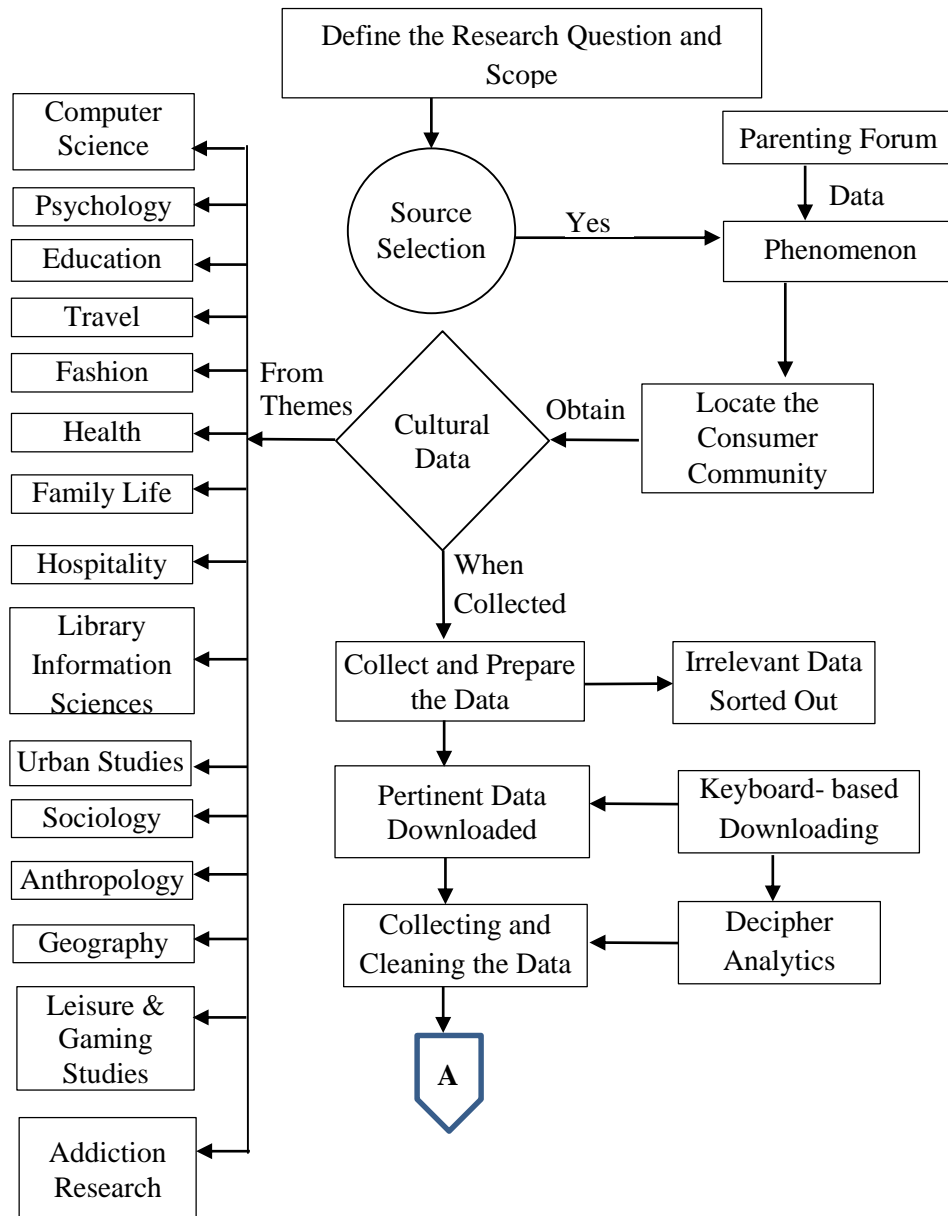 Define the Research Question and
Scope
Computer
Science
Parenting Forum
Psychology
Source
Selection
Yes
Data
Education
Phenomenon
Travel
Fashion
From
Themes
Health
Cultural
Data
Obtain
Locate the
Consumer
Community
Family Life
Hospitality
When
Collected
Library
Information
Sciences
Collect and Prepare
the Data
Irrelevant Data
Sorted Out
Urban Studies
Pertinent Data
Downloaded
Keyboard- based
Downloading
Sociology
Anthropology
Collecting and
Cleaning the Data
Decipher
Analytics
Geography
Leisure &
Gaming
Studies
A
Addiction
Research